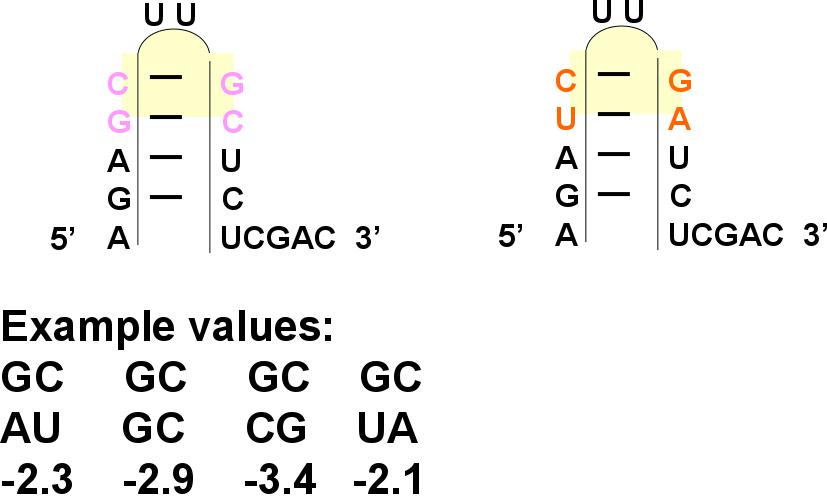 U U U U
C G C G
G C U A
A U A U
G C G C
5’ A UCGAC 3’ 5’ A UCGAC 3’
Example values:
GC GC GC GC
AU GC CG UA
-2.3 -2.9 -3.4 -2.1